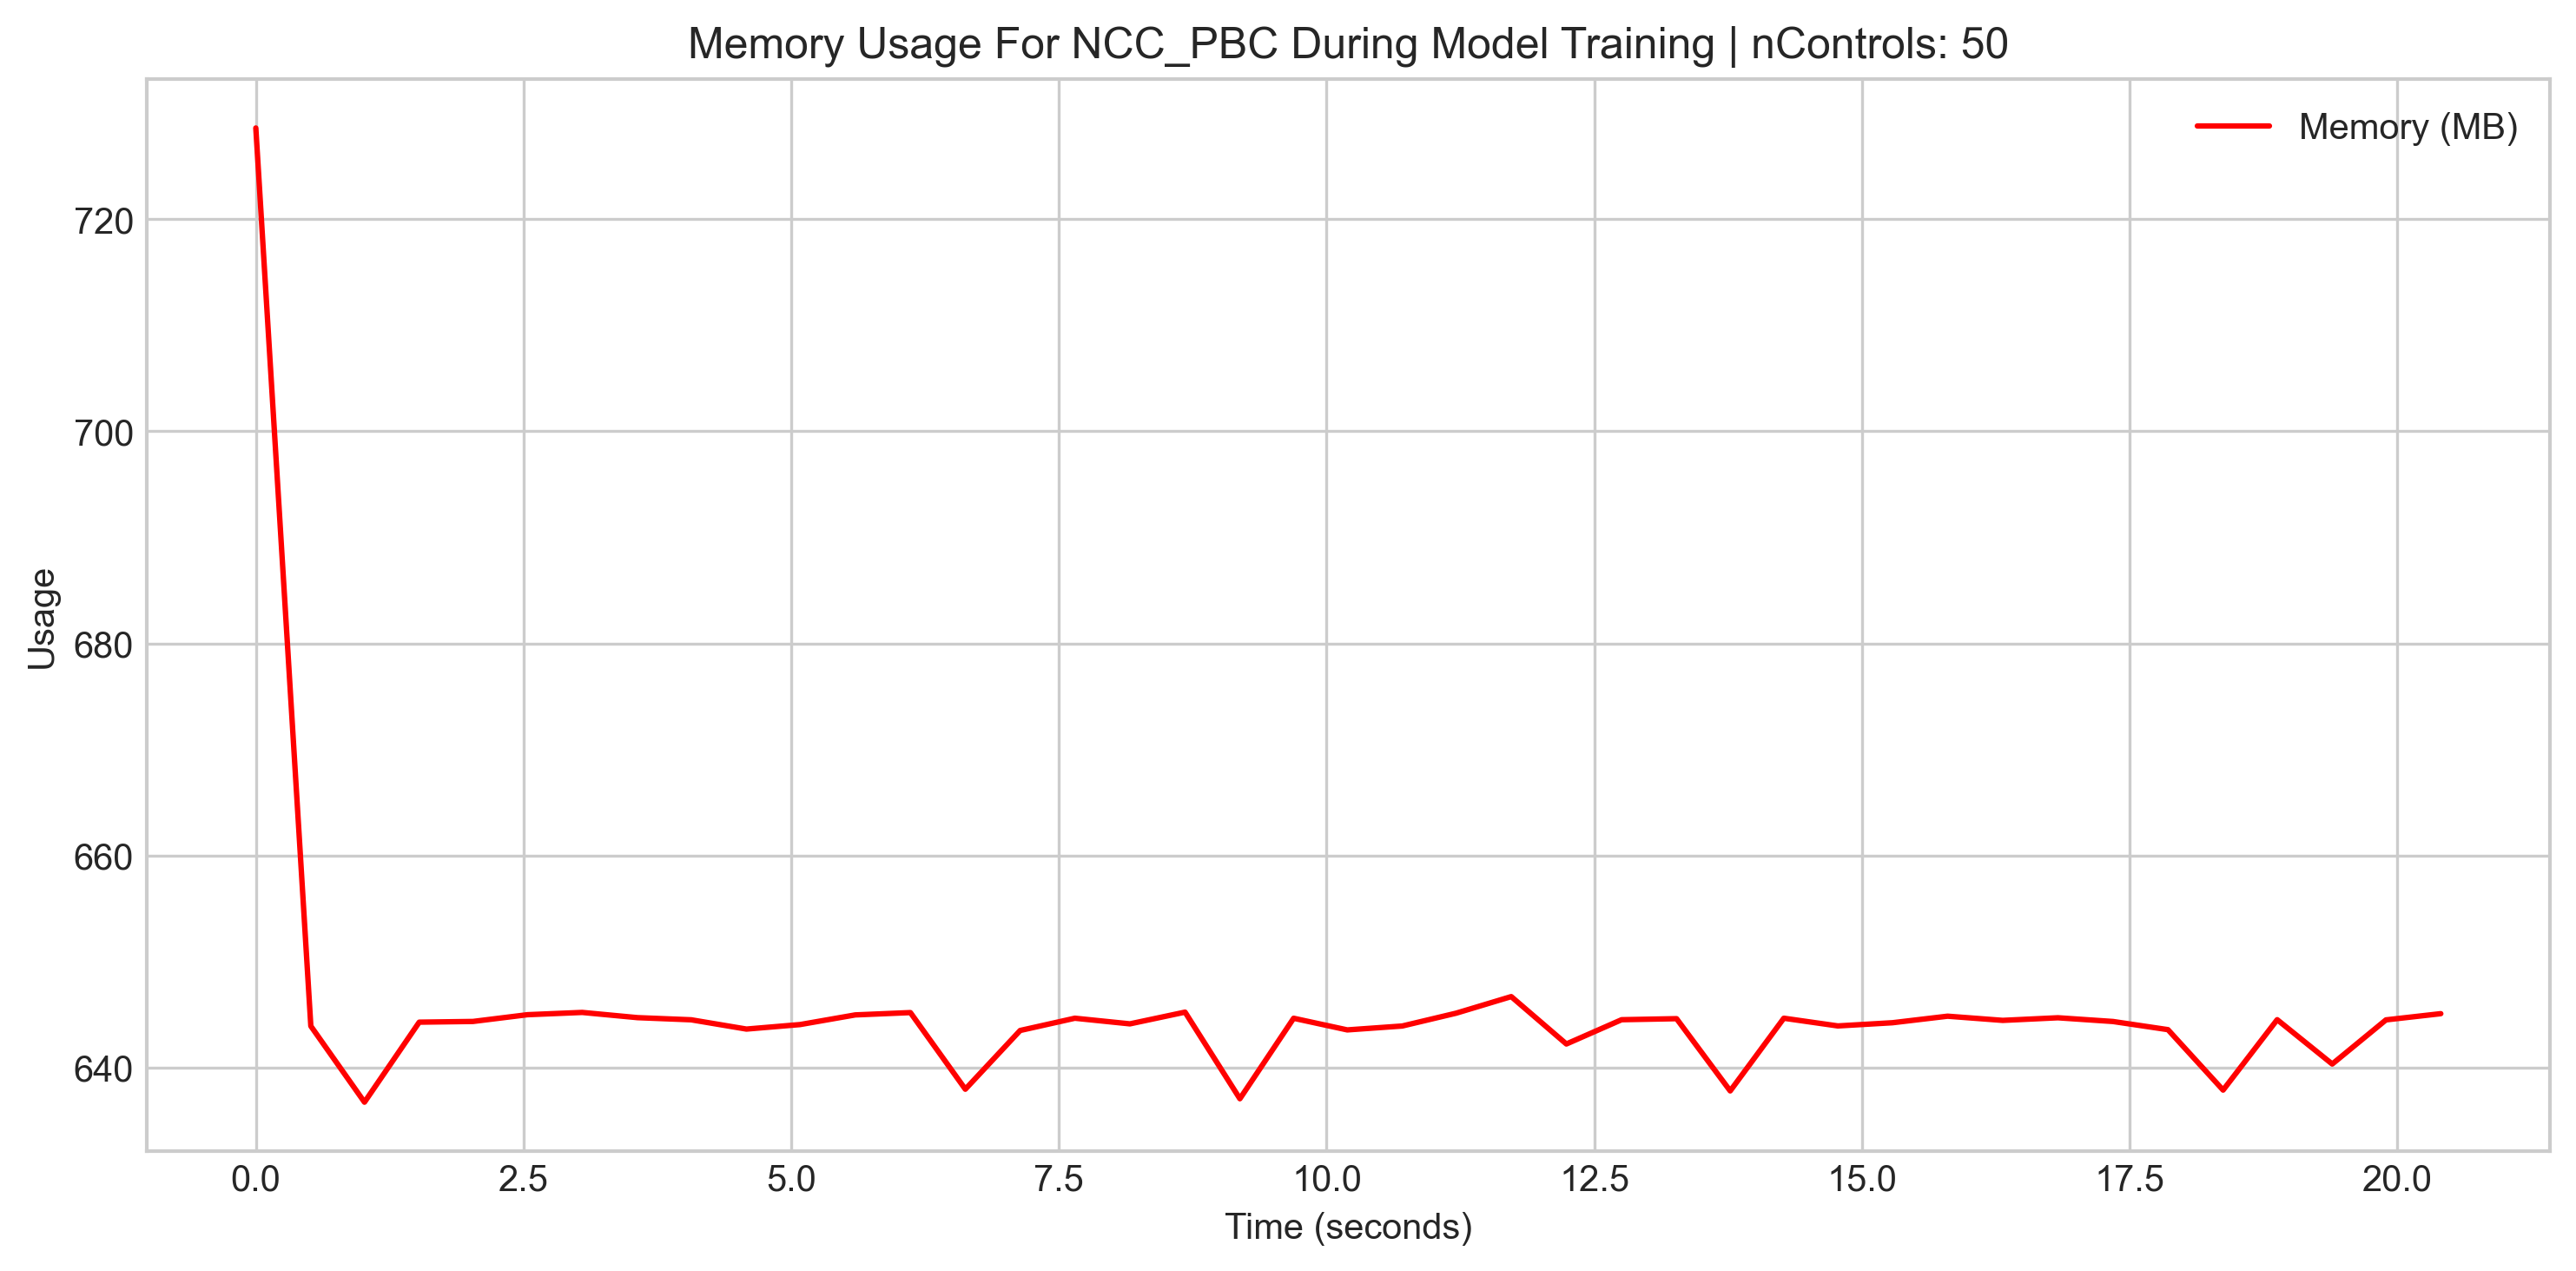 Memory Usage For NCC_PBC During Model Training | nControls: 50
Memory (MB)
720
700
680
660
640
Usage
0.0 2.5 5.0 7.5 10.0 12.5 15.0 17.5 20.0
Time (seconds)